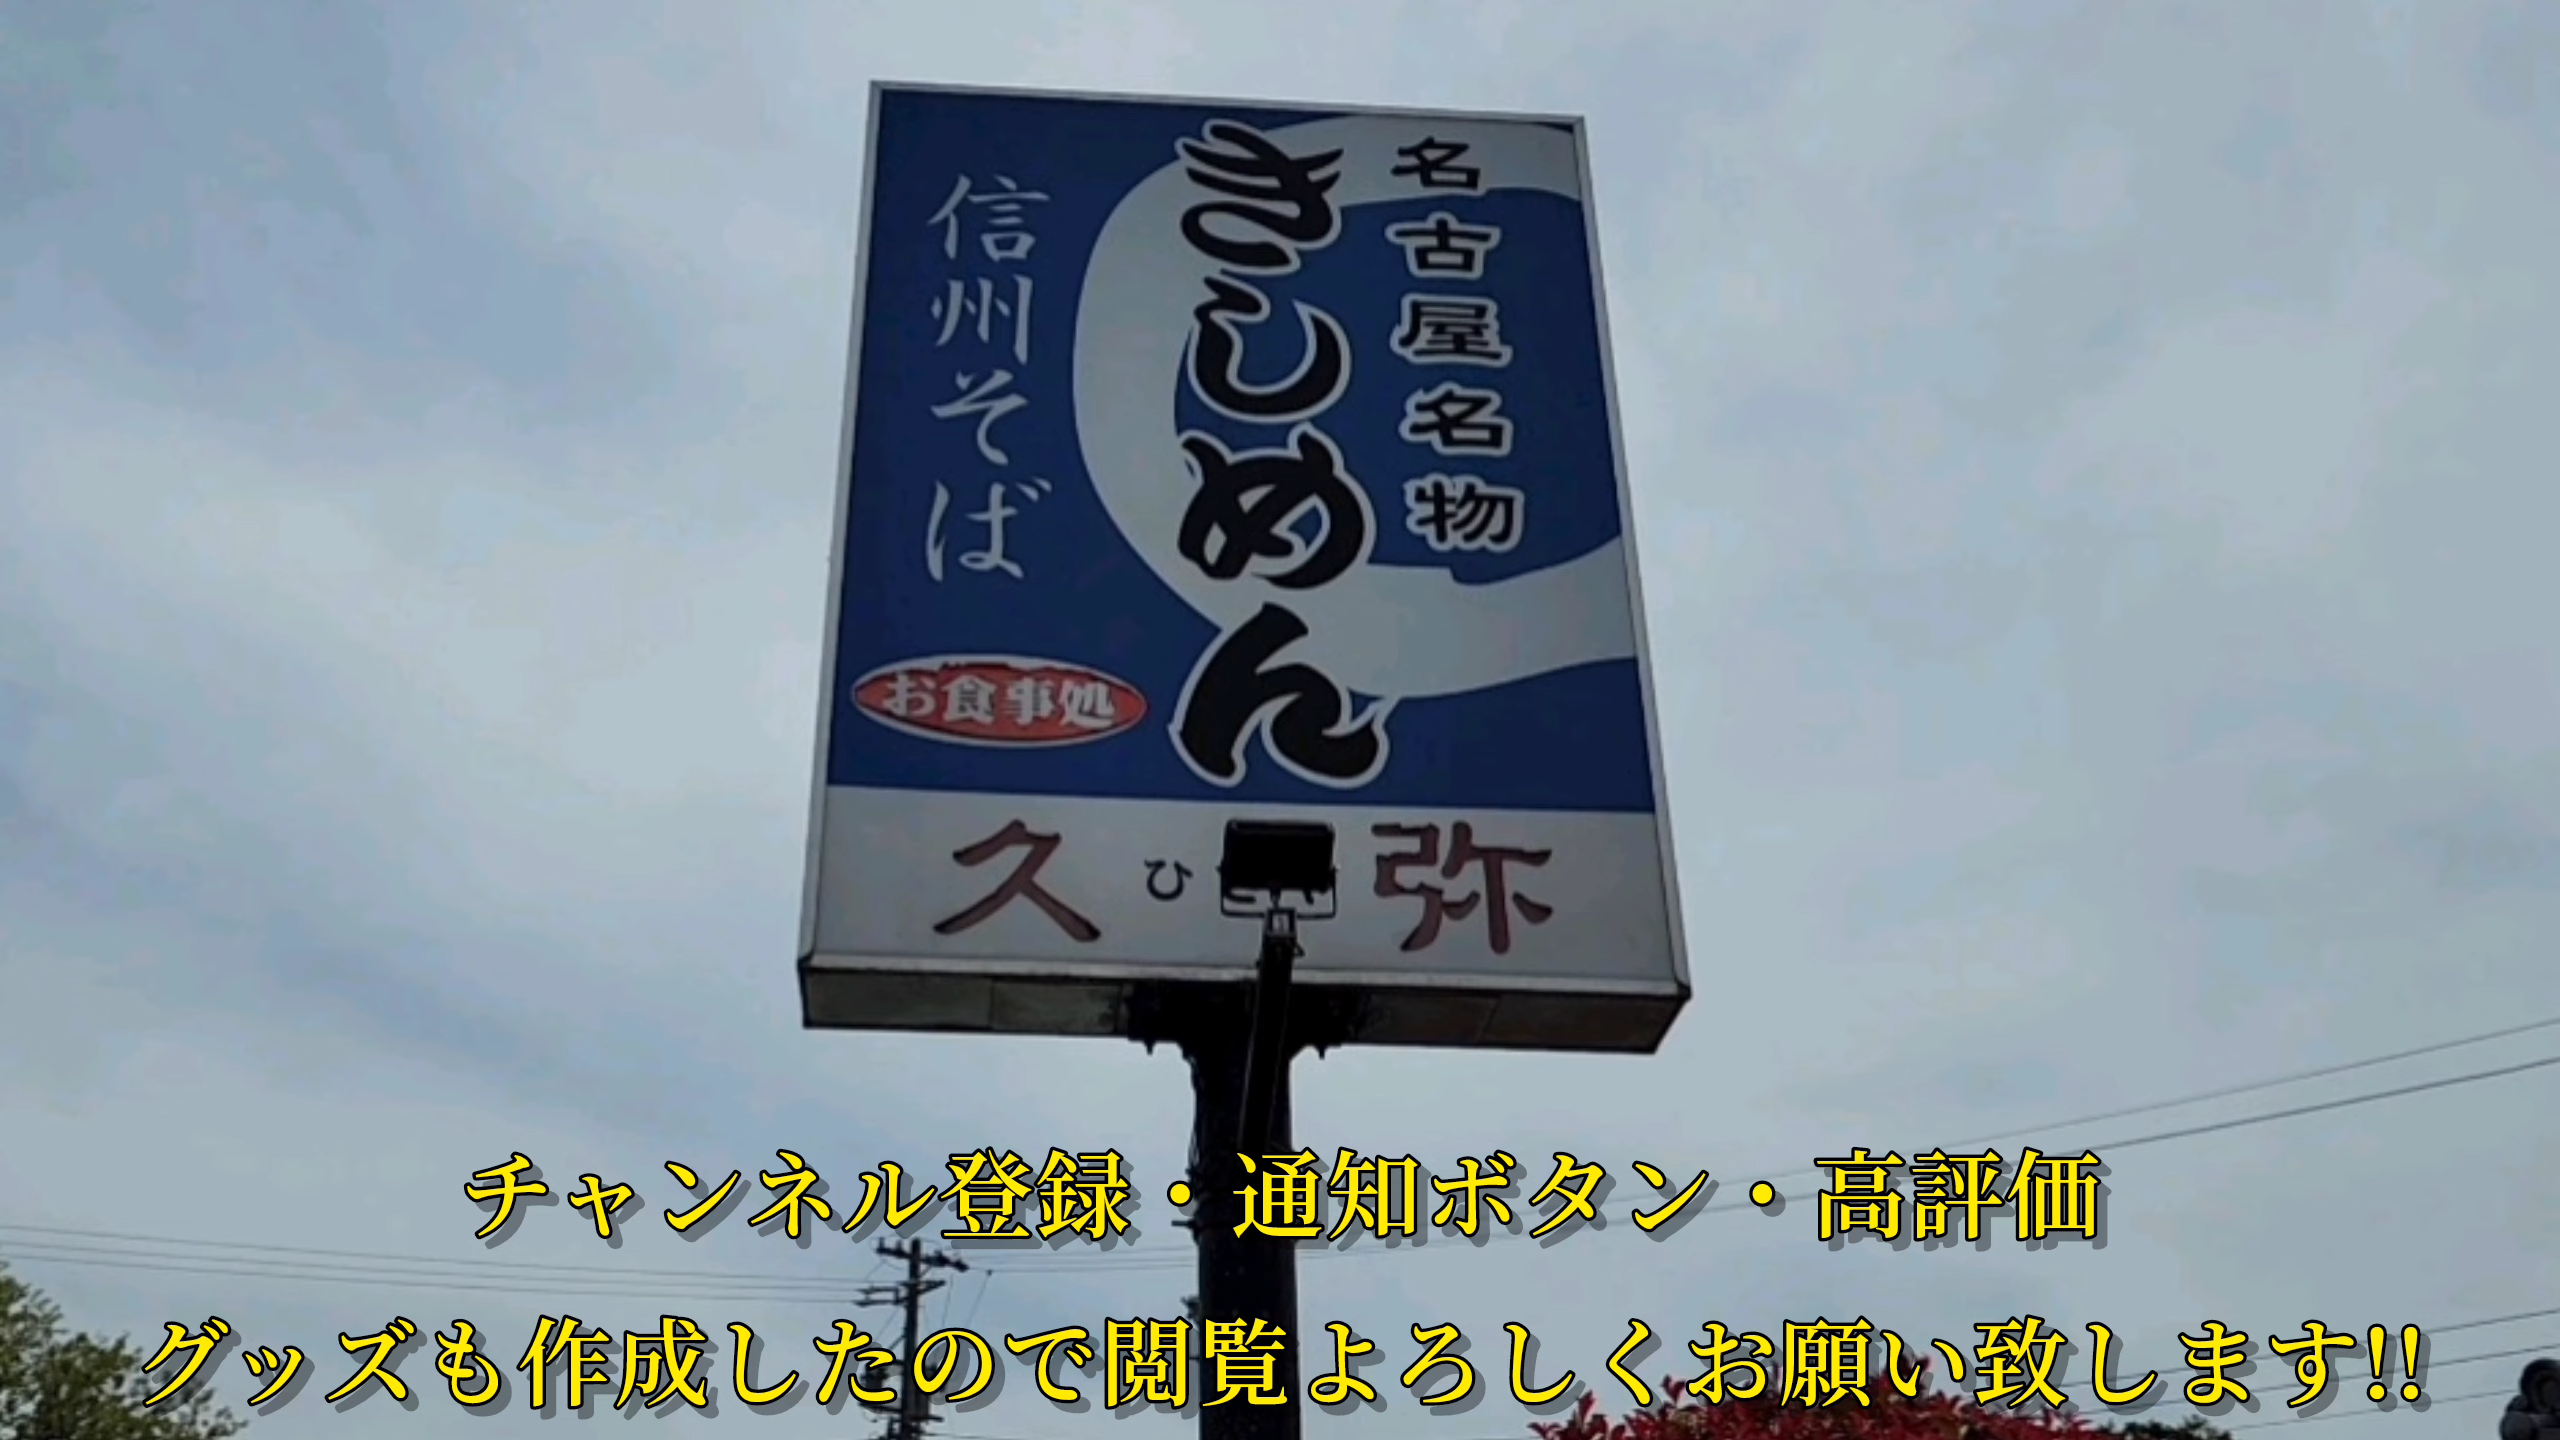 名古屋名物
きしめん
信州そば
お食事処
久 ひ 弥
チャンネル登録・通知ボタン・高評価
グッズも作成したので閲覧よろしくお願い致します!!